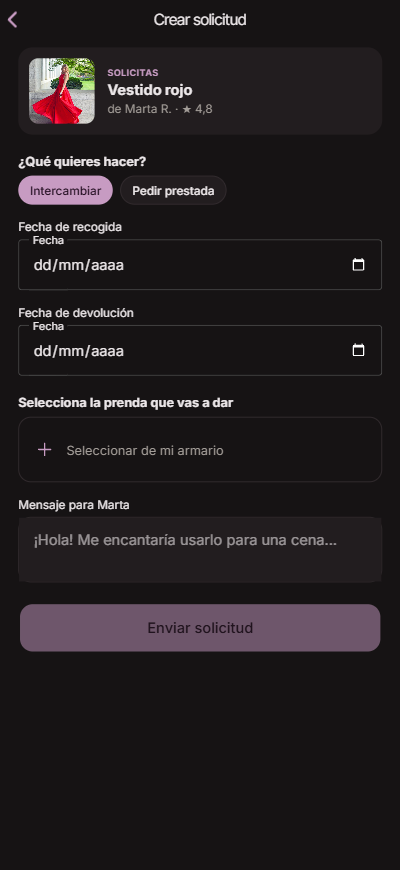 Crear solicitud
SOLICITAS
Vestido rojo
de Marta R. · ★ 4,8
¿Qué quieres hacer?
Intercambiar
Pedir prestada
Fecha de recogida
Fecha
dd/mm/aaaa
Fecha de devolución
Fecha
dd/mm/aaaa
Selecciona la prenda que vas a dar
+ Seleccionar de mi armario
Mensaje para Marta
¡Hola! Me encantaría usarlo para una cena...
Enviar solicitud